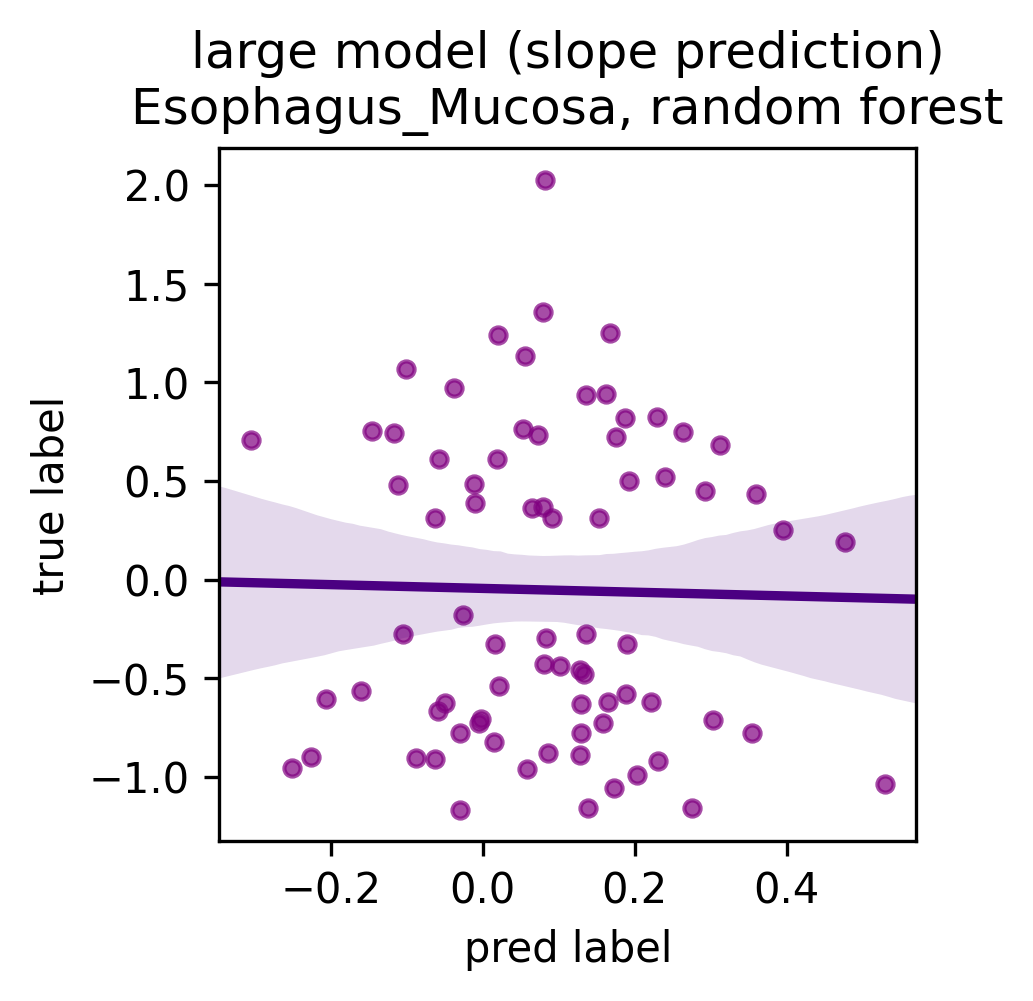 large model (slope prediction)
Esophagus_Mucosa, random forest
true label
2.0
1.5
1.0
0.5
0.0
−0.5
−1.0
−0.2 0.0 0.2 0.4
pred label